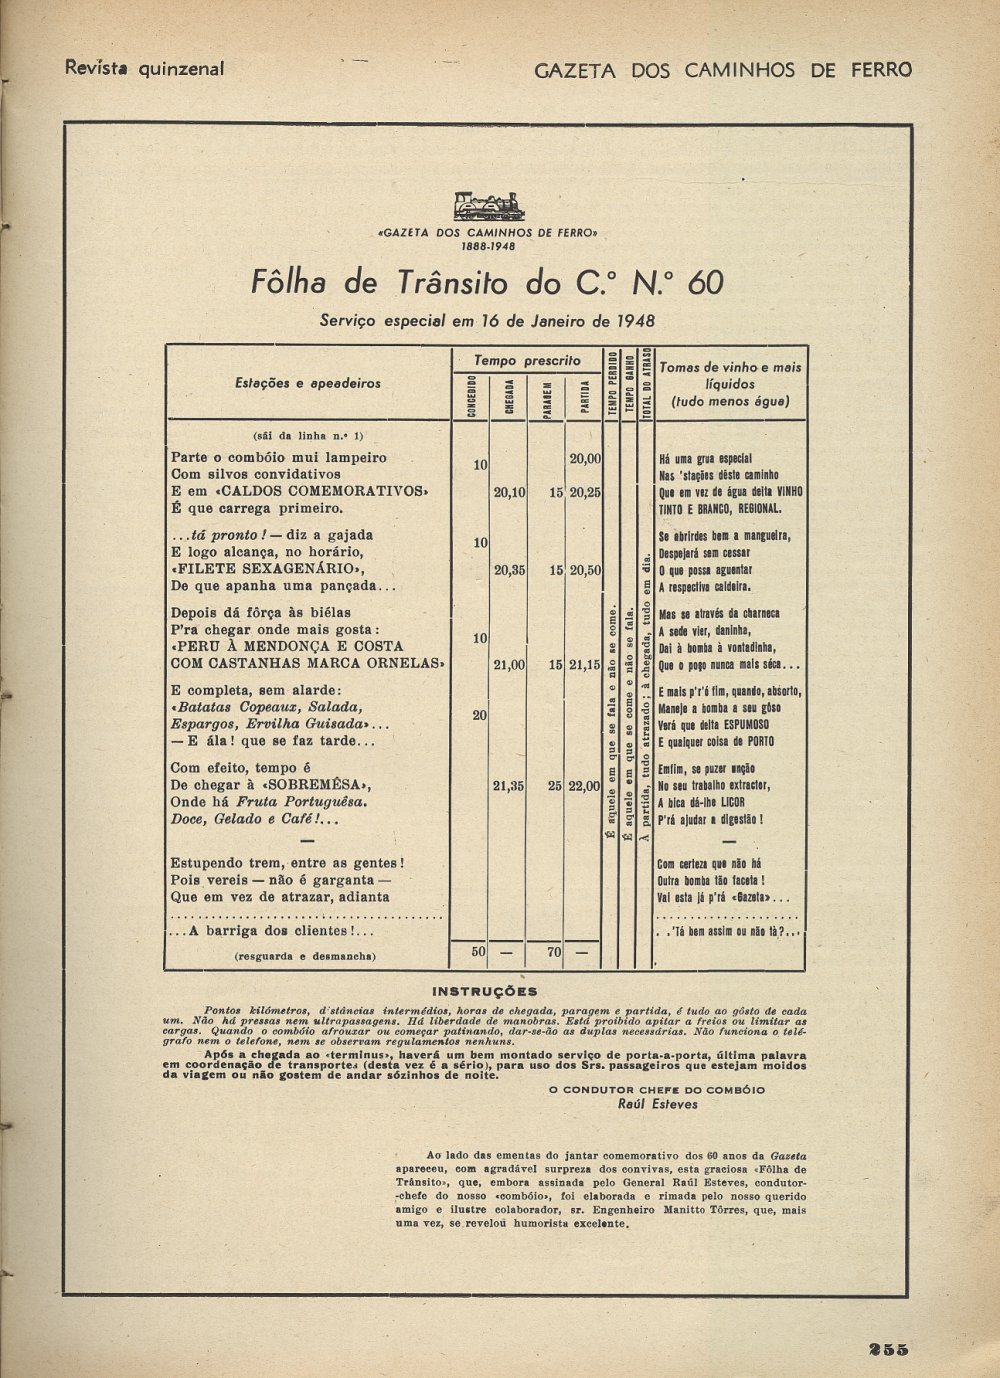 Revista quinzenal
GAZETA DOS CAMINHOS DE FERRO
«GAZETA DOS CAMINHOS DE FERRO»
1888-1948
Fôlha de Trânsito do C.º N.º 60
Serviço especial em 16 de Janeiro de 1948
Estações e apeadeiros
Tempo prescrito
CONCEDIDO
CHEGADA
PARAGEM
PARTIDA
TEMPO PERDIDO
TEMPO GANHO
TOTAL DO ATRASO
Tomas de vinho e mais
líquidos
(tudo menos água)
(sái da linha n.º 1)
Parte o combóio mui lampeiro
Com silvos convidativos
E em «CALDOS COMEMORATIVOS»
É que carrega primeiro.
10
20,00
20,10 15 20,25
...tá pronto! — diz a gajada
E logo alcança, no horário,
«FILETE SEXAGENÁRIO»,
De que apanha uma pançada...
10
20,35 15 20,50
Depois dá fôrça às biélas
P'ra chegar onde mais gosta:
«PERU À MENDONÇA E COSTA
COM CASTANHAS MARCA ORNELAS»
10
21,00 15 21,15
E completa, sem alarde:
«Batatas Copeaux, Salada,
Espargos, Ervilha Guisada»...
— E ála! que se faz tarde...
20
Com efeito, tempo é
De chegar à «SOBREMÊSA»,
Onde há Fruta Portuguêsa.
Doce, Gelado e Café!...
21,35 25 22,00
—
Estupendo trem, entre as gentes!
Pois vereis — não é garganta —
Que em vez de atrazar, adianta
......................................
...A barriga dos clientes!...
(resguarda e desmancha)
50 — 70 —
É aquele em que se fala e não se come.
É aquele em que se come e não se fala.
À partida, tudo atrazado; à chegada, tudo em dia.
Há uma grua especial
Nas 'stações dêste caminho
Que em vez de água deita VINHO
TINTO E BRANCO, REGIONAL.
Se abrirdes bem a mangueira,
Despejará sem cessar
O que possa aguentar
A respectiva caldeira.
Mas se através da charneca
A sede vier, daninha,
Dai à bomba à vontadinha,
Que o poço nunca mais séca...
E mais p'r'ó fim, quando, absorto,
Maneje a bomba a seu gôso
Verá que deita ESPUMOSO
E qualquer coisa de PORTO
Emfim, se puzer unção
No seu trabalho extractor,
A bica dá-lhe LICOR
P'rá ajudar a digestão!
—
Com certeza que não há
Outra bomba tão faceta!
Vai esta já p'rá «Gazeta»...
.....................
. .'Tá bem assim ou não tà?...
INSTRUÇÕES
Pontos kilómetros, d'stâncias intermédios, horas de chegada, paragem e partida, é tudo ao gôsto de cada
um. Não há pressas nem ultrapassagens. Há liberdade de manobras. Está proibido apitar a freios ou limitar as
cargas. Quando o combóio afrouxar ou começar patinando, dar-se-ão as duplas necessárias. Não funciona o telé-
grafo nem o telefone, nem se observam regulamentos nenhuns.
Após a chegada ao «terminus», haverá um bem montado serviço de porta-a-porta, última palavra
em coordenação de transportes (desta vez é a sério), para uso dos Srs. passageiros que estejam moidos
da viagem ou não gostem de andar sózinhos de noite.
O CONDUTOR CHEFE DO COMBÓIO
Raúl Esteves
Ao lado das ementas do jantar comemorativo dos 60 anos da Gazeta
apareceu, com agradável surpreza dos convivas, esta graciosa «Fôlha de
Trânsito», que, embora assinada pelo General Raúl Esteves, condutor-
-chefe do nosso «combóio», foi elaborada e rimada pelo nosso querido
amigo e ilustre colaborador, sr. Engenheiro Manitto Tôrres, que, mais
uma vez, se revelou humorista excelente.
255